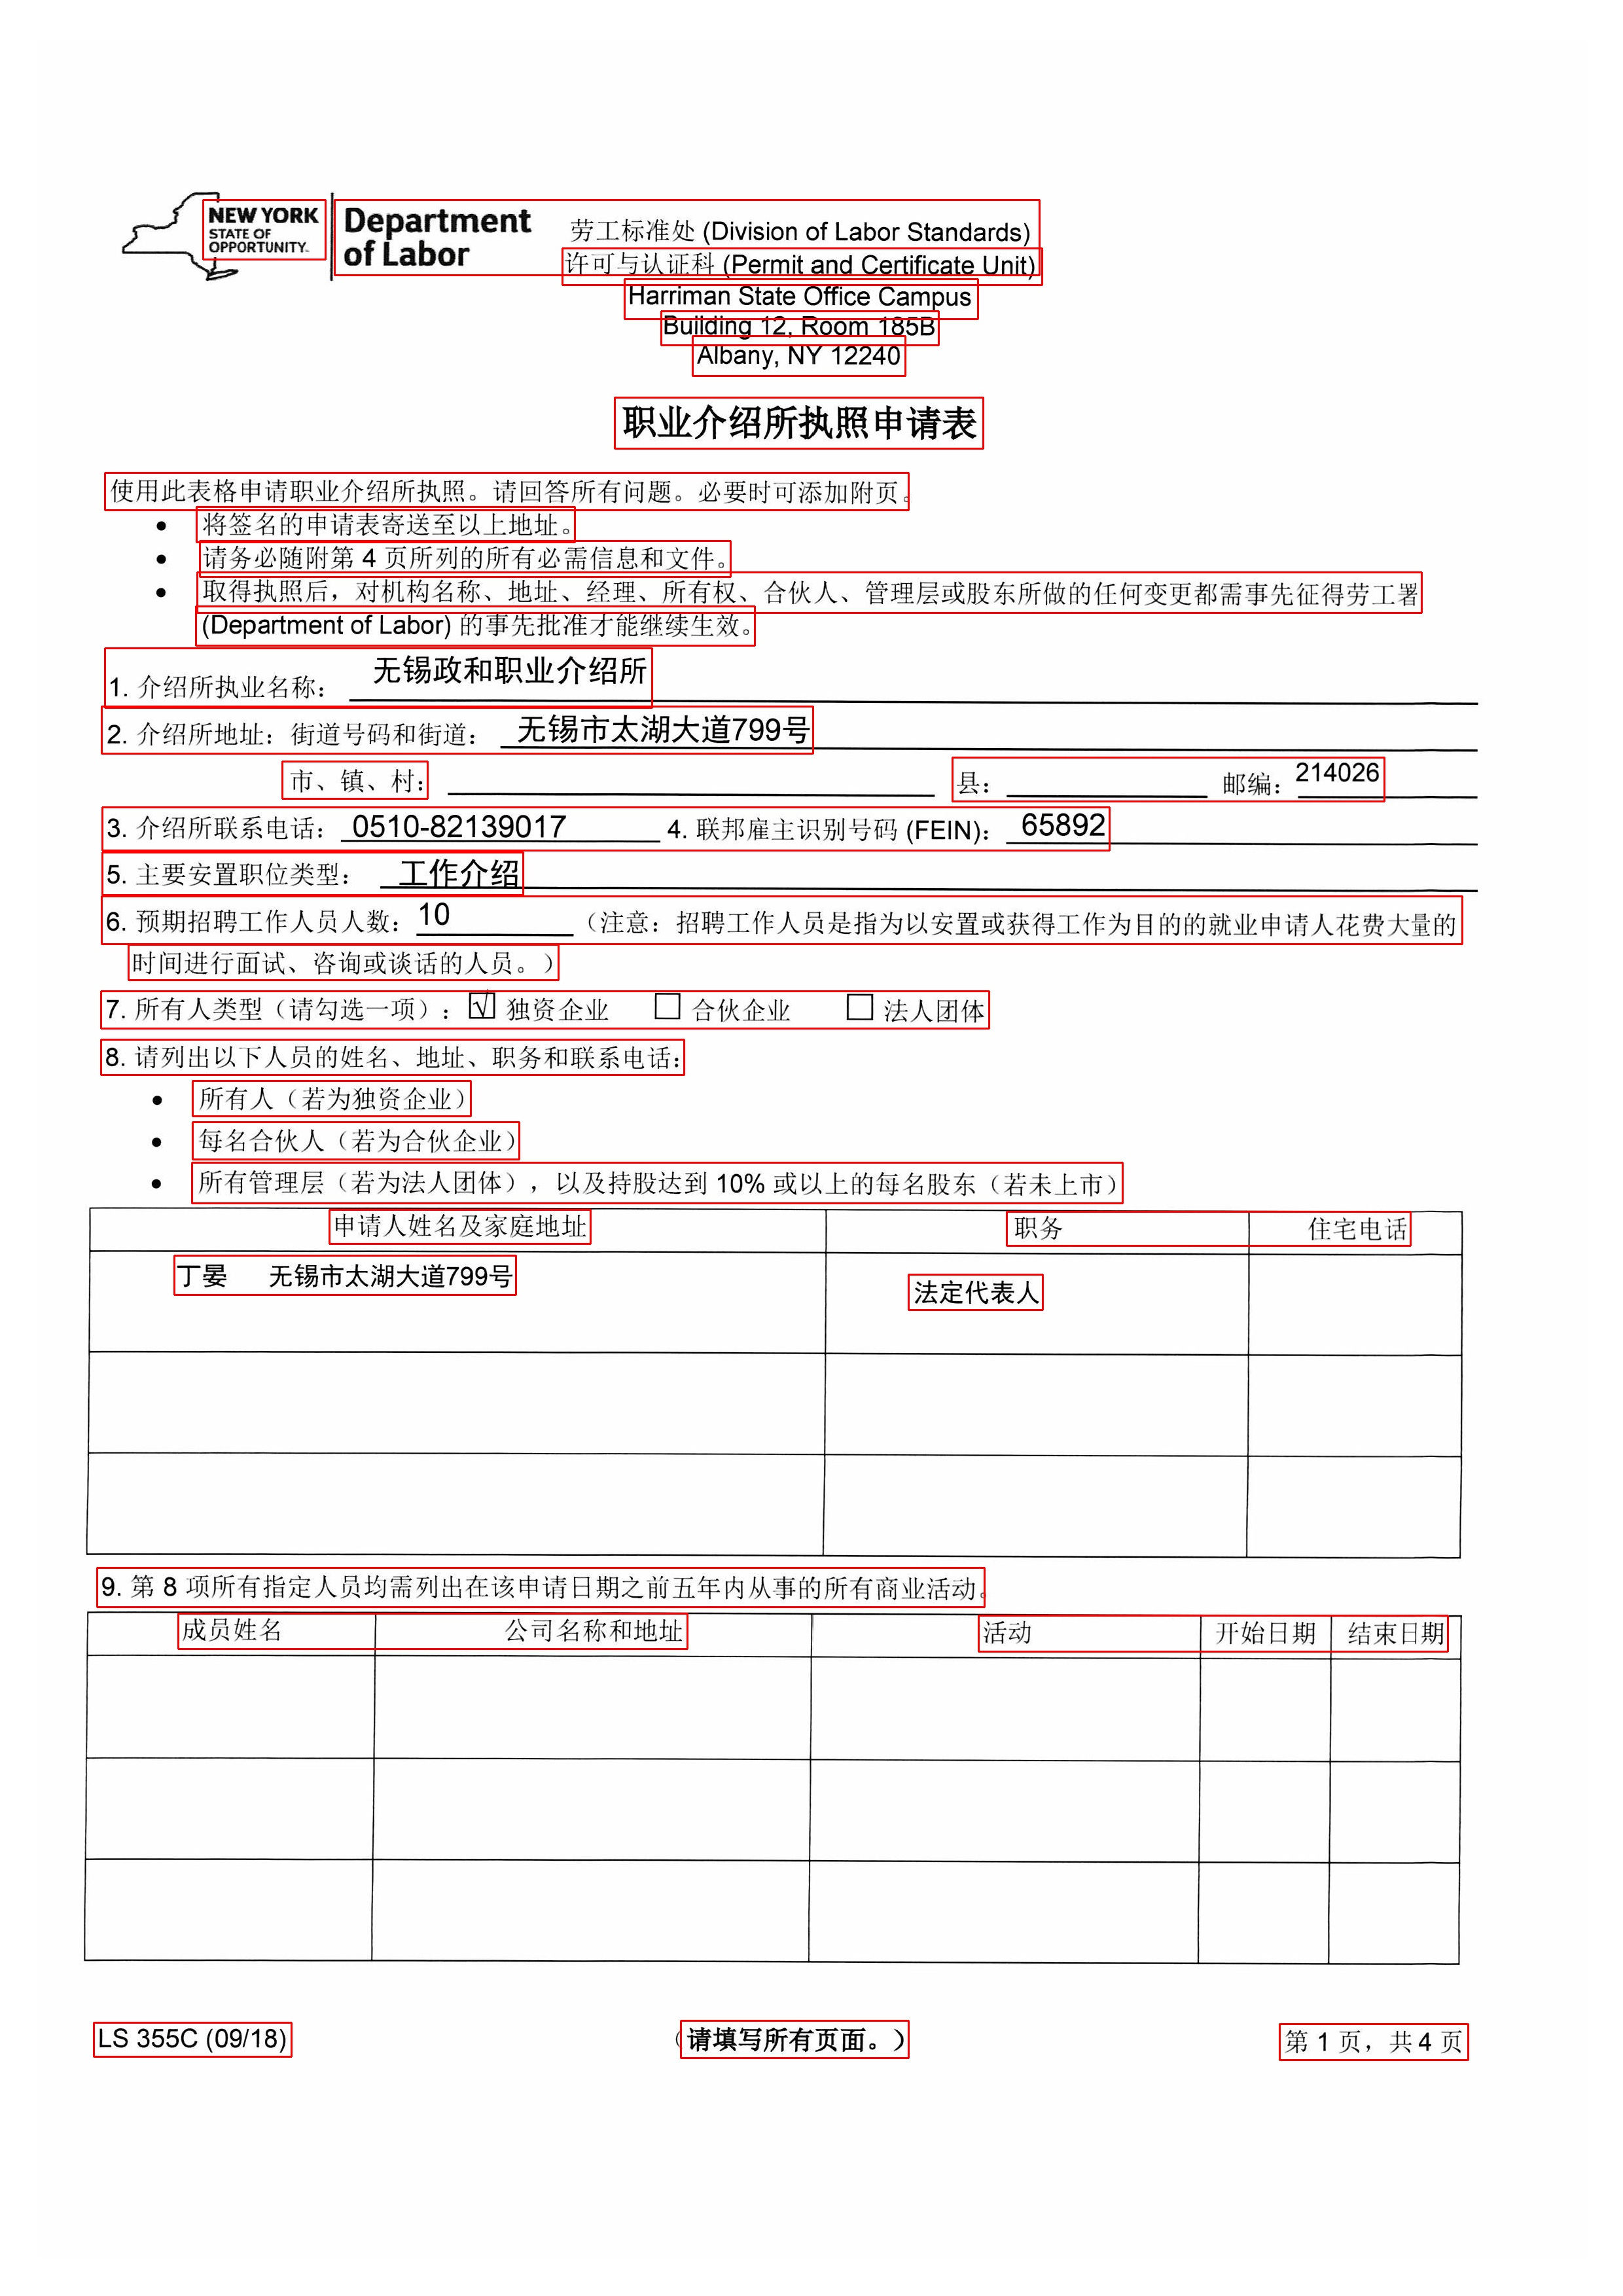 NEW YORK
STATE OF
OPPORTUNITY.
Department
of Labor
劳工标准处 (Division of Labor Standards)
许可与认证科 (Permit and Certificate Unit)
Harriman State Office Campus
Building 12, Room 185B
Albany, NY 12240
职业介绍所执照申请表
使用此表格申请职业介绍所执照。请回答所有问题。必要时可添加附页。
• 将签名的申请表寄送至以上地址。
• 请务必随附第 4 页所列的所有必需信息和文件。
• 取得执照后，对机构名称、地址、经理、所有权、合伙人、管理层或股东所做的任何变更都需事先征得劳工署
(Department of Labor) 的事先批准才能继续生效。
1. 介绍所执业名称： 无锡政和职业介绍所
2. 介绍所地址：街道号码和街道： 无锡市太湖大道799号
市、镇、村： 县： 邮编：214026
3. 介绍所联系电话： 0510-82139017 4. 联邦雇主识别号码 (FEIN)： 65892
5. 主要安置职位类型： 工作介绍
6. 预期招聘工作人员人数：10 （注意：招聘工作人员是指为以安置或获得工作为目的的就业申请人花费大量的
时间进行面试、咨询或谈话的人员。）
7. 所有人类型（请勾选一项）：☑ 独资企业 ☐ 合伙企业 ☐ 法人团体
8. 请列出以下人员的姓名、地址、职务和联系电话：
• 所有人（若为独资企业）
• 每名合伙人（若为合伙企业）
• 所有管理层（若为法人团体），以及持股达到 10% 或以上的每名股东（若未上市）
申请人姓名及家庭地址 职务 住宅电话
丁晏 无锡市太湖大道799号 法定代表人
9. 第 8 项所有指定人员均需列出在该申请日期之前五年内从事的所有商业活动。
成员姓名 公司名称和地址 活动 开始日期 结束日期
LS 355C (09/18) （请填写所有页面。） 第 1 页，共 4 页